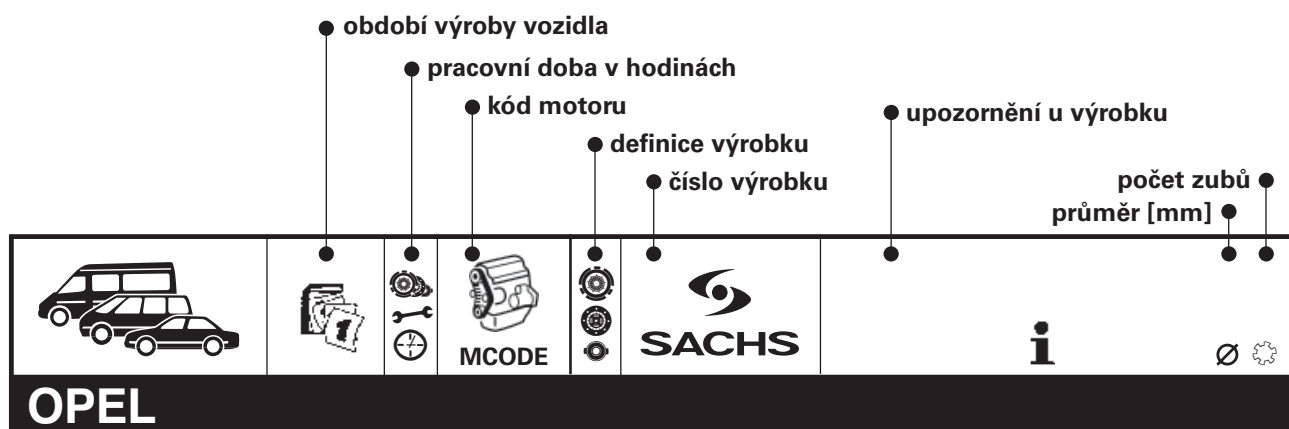 období výroby vozidla
pracovní doba v hodinách
kód motoru
upozornění u výrobku
definice výrobku
číslo výrobku
počet zubů
průměr [mm]
1
MCODE
SACHS
i
Ø
OPEL